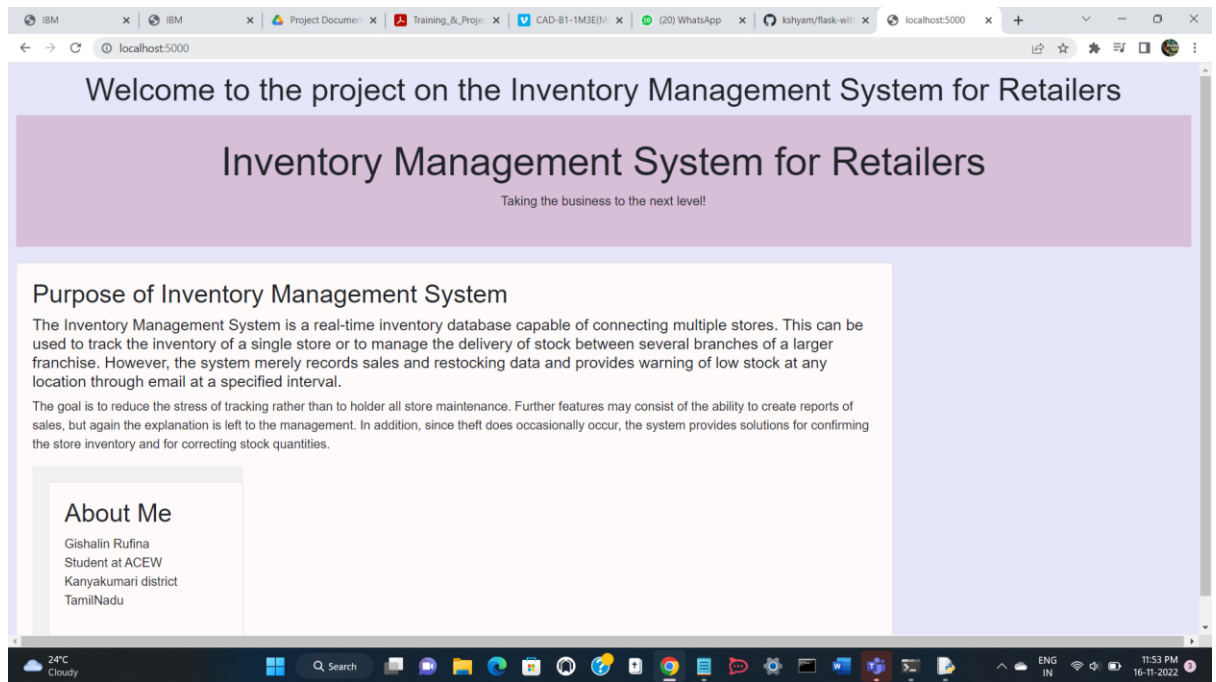 IBM
IBM
Project Documen
Training_&_Projec
CAD-B1-1M3E(M
(20) WhatsApp
kshyam/flask-wit
localhost:5000
localhost:5000
Welcome to the project on the Inventory Management System for Retailers
Inventory Management System for Retailers
Taking the business to the next level!
Purpose of Inventory Management System
The Inventory Management System is a real-time inventory database capable of connecting multiple stores. This can be
used to track the inventory of a single store or to manage the delivery of stock between several branches of a larger
franchise. However, the system merely records sales and restocking data and provides warning of low stock at any
location through email at a specified interval.
The goal is to reduce the stress of tracking rather than to holder all store maintenance. Further features may consist of the ability to create reports of
sales, but again the explanation is left to the management. In addition, since theft does occasionally occur, the system provides solutions for confirming
the store inventory and for correcting stock quantities.
About Me
Gishalin Rufina
Student at ACEW
Kanyakumari district
TamilNadu
24°C
Cloudy
Search
ENG
IN
11:53 PM
16-11-2022
3